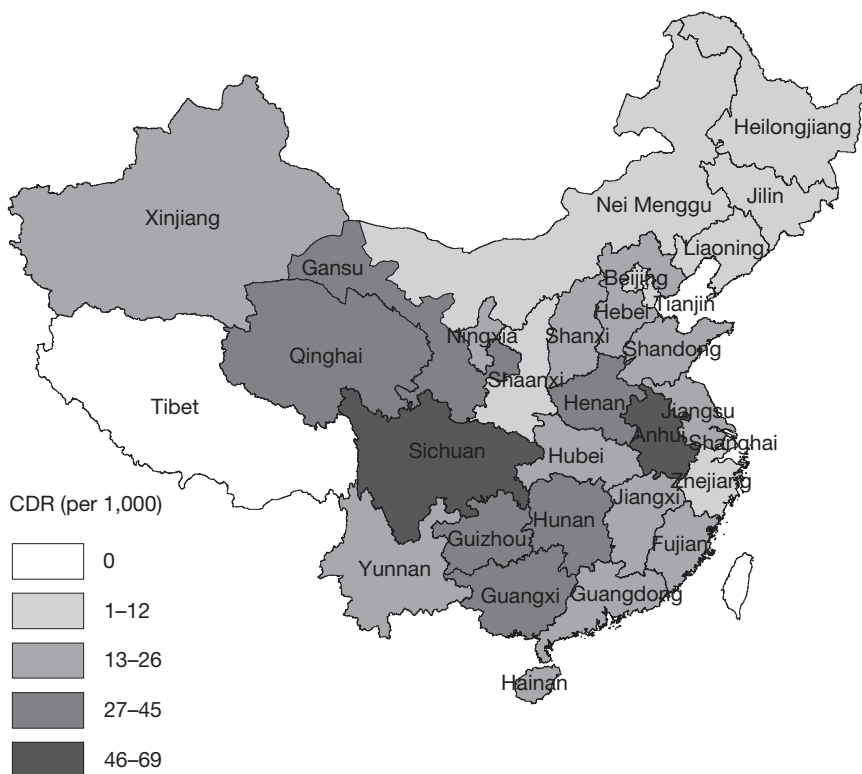 Heilongjiang
Jilin
Nei Menggu
Xinjiang
Liaoning
Gansu
Beijing
Tianjin
Hebei
Ningxia
Shanxi
Shandong
Qinghai
Shaanxi
Tibet
Henan
Jiangsu
Anhui
Shanghai
Sichuan
Hubei
Zhejiang
Jiangxi
CDR (per 1,000)
Hunan
Guizhou
Fujian
0
Yunnan
Guangxi
Guangdong
1–12
13–26
Hainan
27–45
46–69